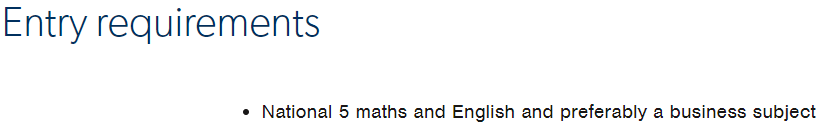 Entry requirements
• National 5 maths and English and preferably a business subject